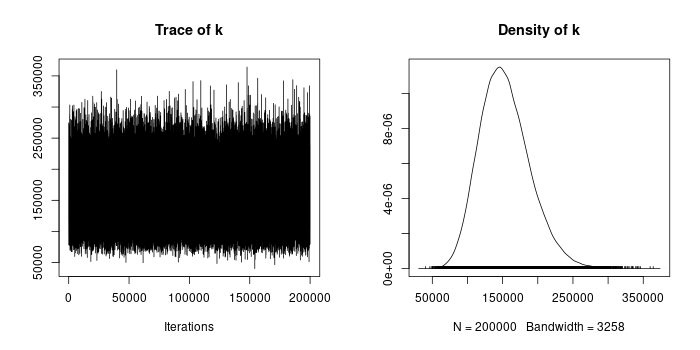 Trace of k
350000
250000
150000
50000
0
50000
100000
150000
200000
Iterations
Density of k
8e-06
4e-06
0e+00
50000
150000
250000
350000
N = 200000   Bandwidth = 3258